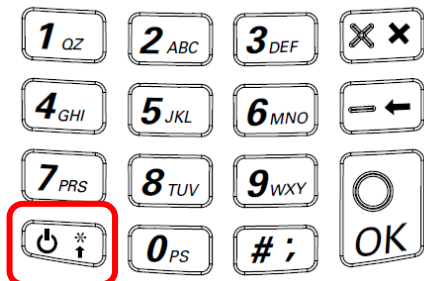 1 QZ 2 ABC 3 DEF
4 GHI 5 JKL 6 MNO
7 PRS 8 TUV 9 WXY
* 0 PS # ;
OK